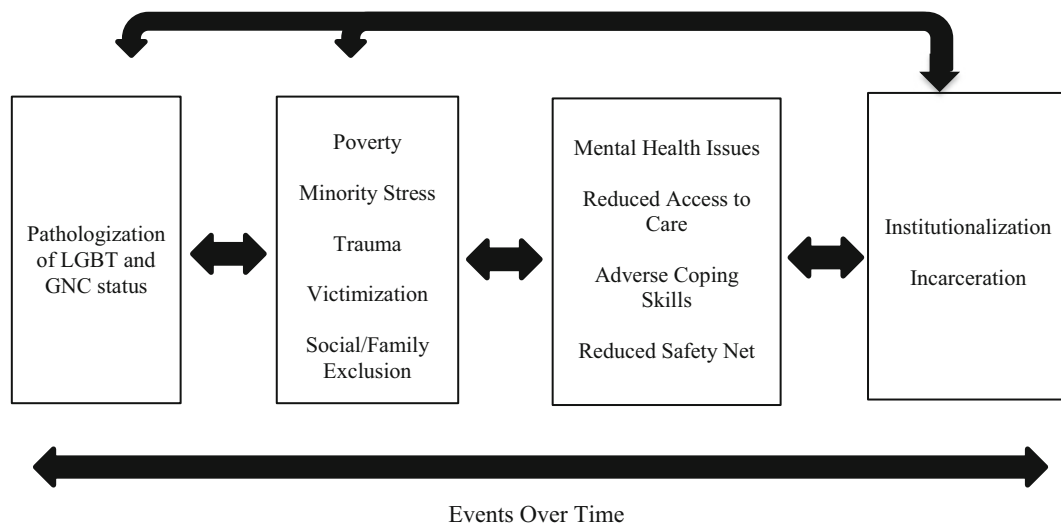 Pathologization
of LGBT and
GNC status
Poverty
Minority Stress
Trauma
Victimization
Social/Family
Exclusion
Mental Health Issues
Reduced Access to
Care
Adverse Coping
Skills
Reduced Safety Net
Institutionalization
Incarceration
Events Over Time